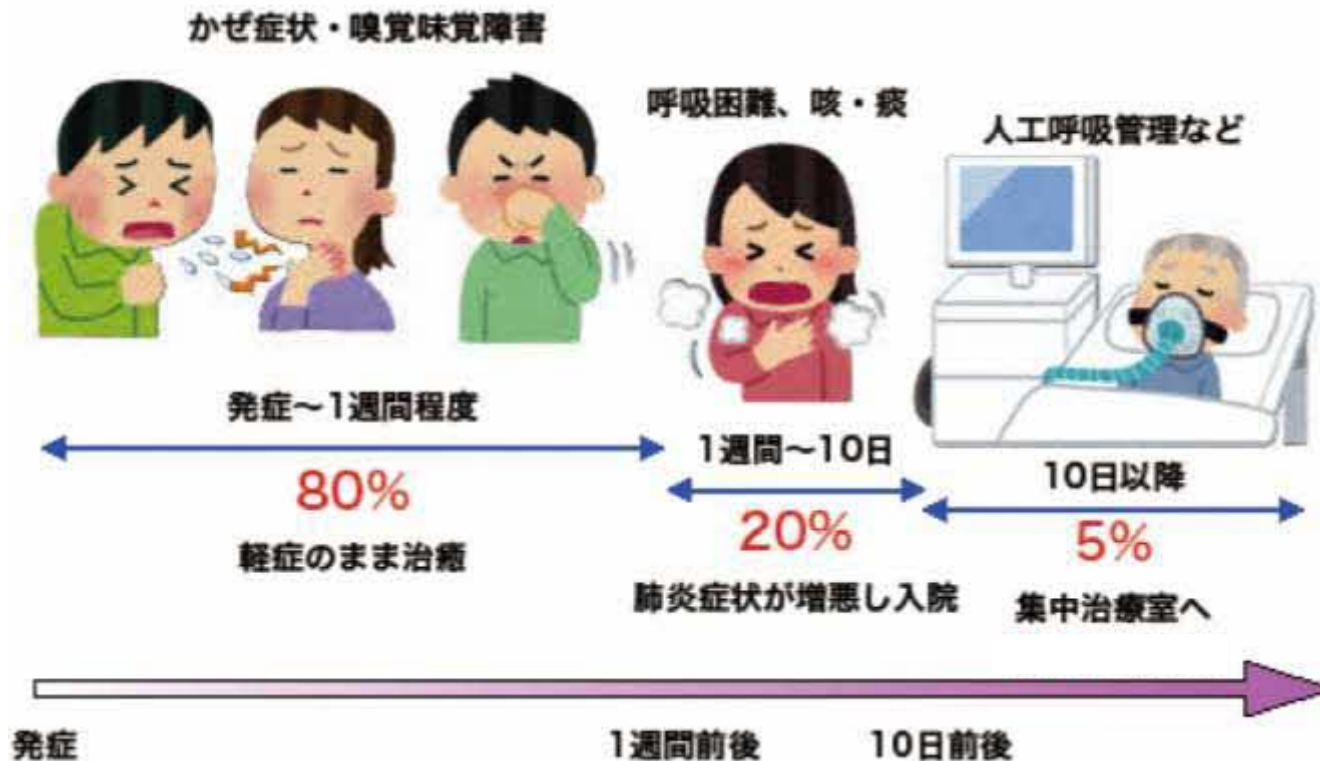 かぜ症状・嗅覚味覚障害
呼吸困難、咳・痰
人工呼吸管理など
発症〜1週間程度
80%
軽症のまま治癒
1週間〜10日
20%
肺炎症状が増悪し入院
10日以降
5%
集中治療室へ
発症
1週間前後
10日前後